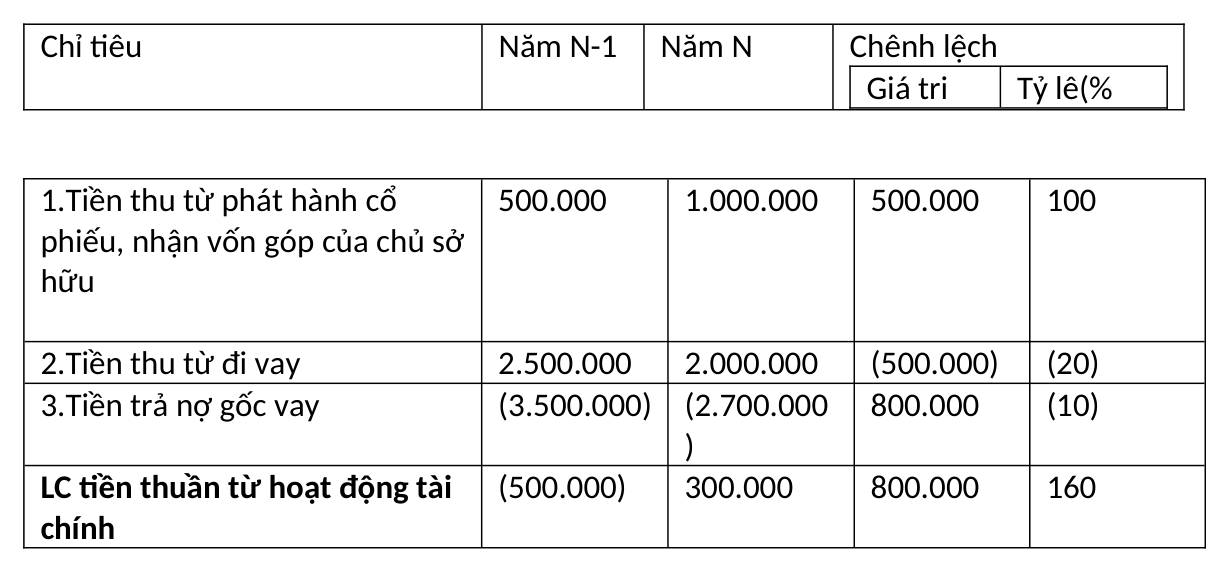 Chỉ tiêu Năm N-1 Năm N Chênh lệch
Giá tri Tỷ lê(%
1.Tiền thu từ phát hành cổ 500.000 1.000.000 500.000 100
phiếu, nhận vốn góp của chủ sở
hữu
2.Tiền thu từ đi vay 2.500.000 2.000.000 (500.000) (20)
3.Tiền trả nợ gốc vay (3.500.000) (2.700.000 800.000 (10)
)
LC tiền thuần từ hoạt động tài (500.000) 300.000 800.000 160
chính